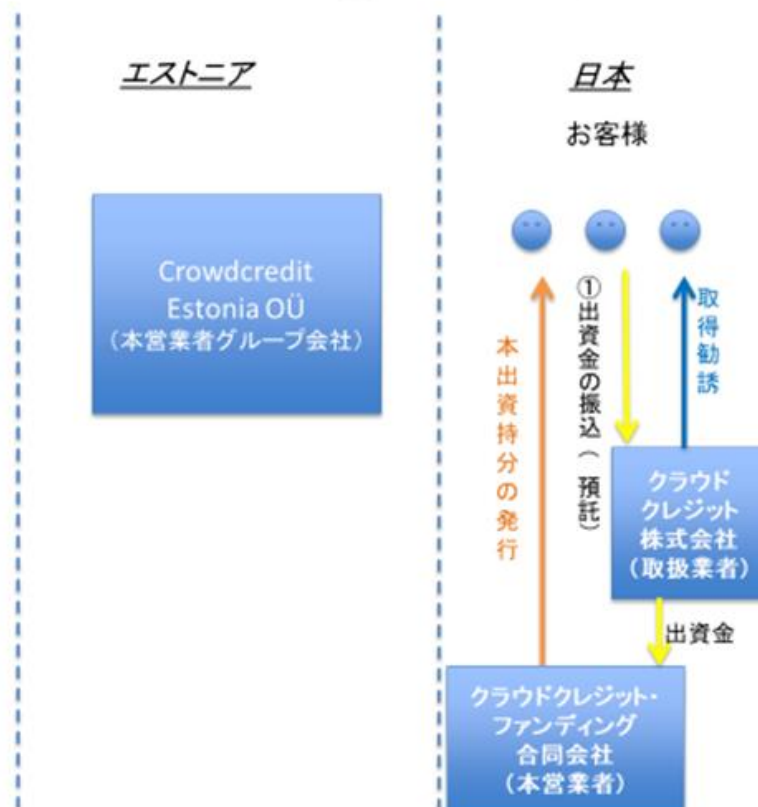 エストニア
日本
お客様
Crowdcredit
Estonia OÜ
(本営業者グループ会社)
本出資持分の発行
①出資金の振込(預託)
取得勧誘
クラウド
クレジット
株式会社
(取扱業者)
出資金
クラウドクレジット・
ファンディング
合同会社
(本営業者)